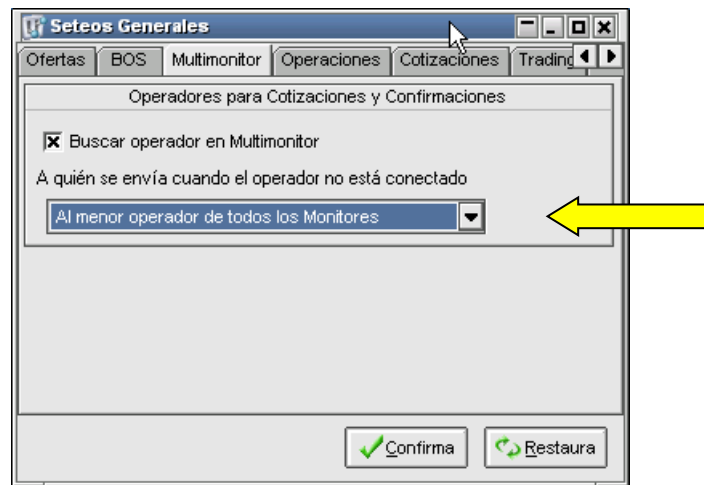 Seteos Generales
Ofertas BOS Multimonitor Operaciones Cotizaciones Trading
Operadores para Cotizaciones y Confirmaciones
Buscar operador en Multimonitor
A quién se envía cuando el operador no está conectado
Al menor operador de todos los Monitores
Confirma Restaura